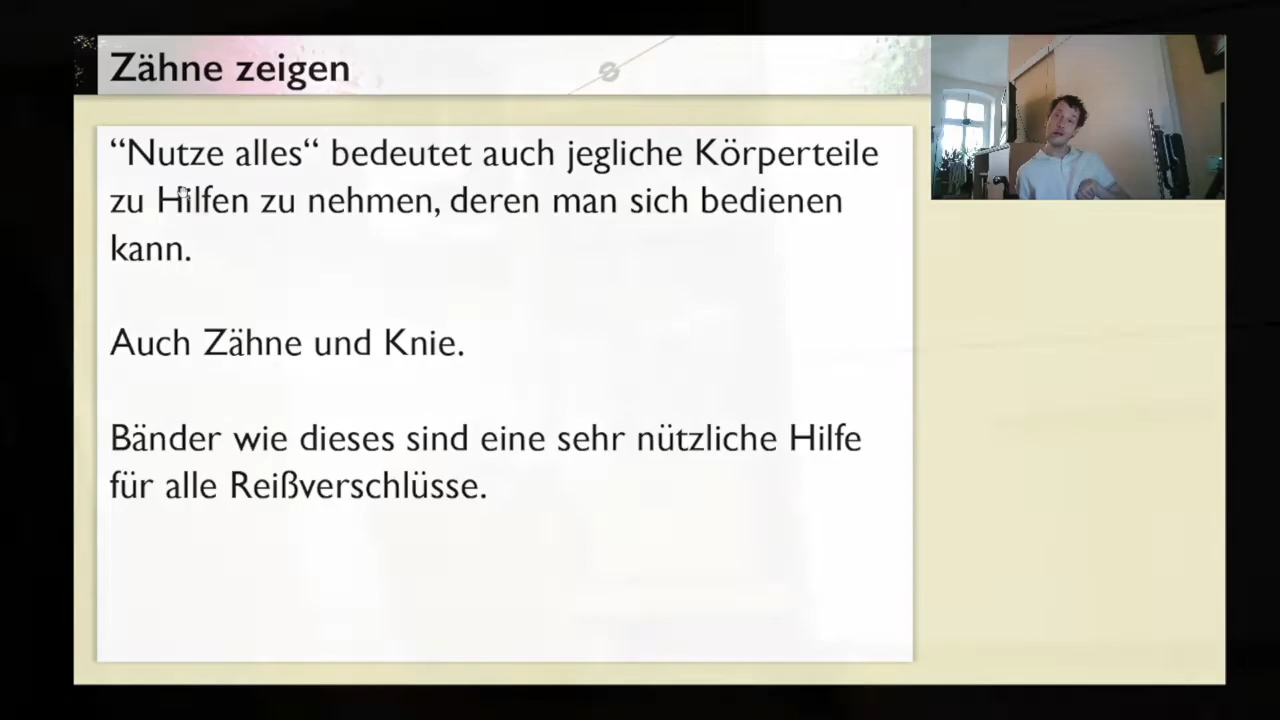 Zähne zeigen
“Nutze alles“ bedeutet auch jegliche Körperteile
zu Hilfen zu nehmen, deren man sich bedienen
kann.
Auch Zähne und Knie.
Bänder wie dieses sind eine sehr nützliche Hilfe
für alle Reißverschlüsse.